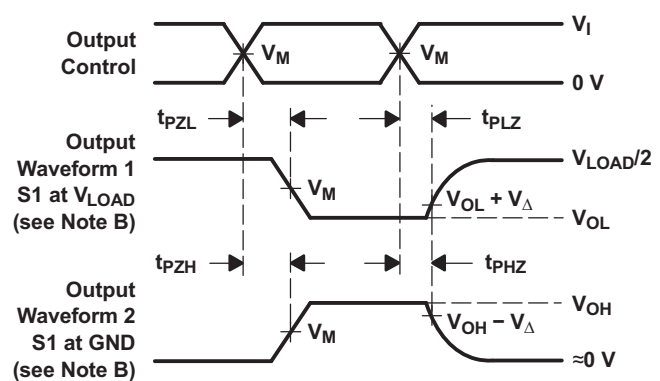 Output
Control
V_M
V_M
V_I
0 V
t_PZL
t_PLZ
Output
Waveform 1
S1 at V_LOAD
(see Note B)
V_M
V_LOAD/2
V_OL + V_Δ
V_OL
t_PZH
t_PHZ
Output
Waveform 2
S1 at GND
(see Note B)
V_M
V_OH
V_OH − V_Δ
≈0 V